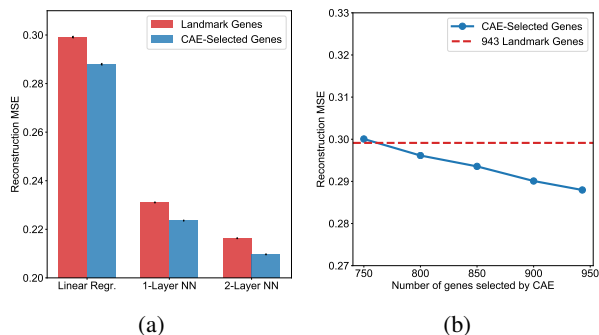 Landmark Genes
CAE-Selected Genes
Reconstruction MSE
0.30
0.28
0.26
0.24
0.22
0.20
Linear Regr.
1-Layer NN
2-Layer NN
(a)
CAE-Selected Genes
943 Landmark Genes
Reconstruction MSE
0.33
0.32
0.31
0.30
0.29
0.28
0.27
750
800
850
900
950
Number of genes selected by CAE
(b)